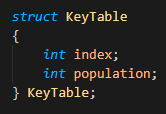 struct KeyTable
{
    int index;
    int population;
} KeyTable;